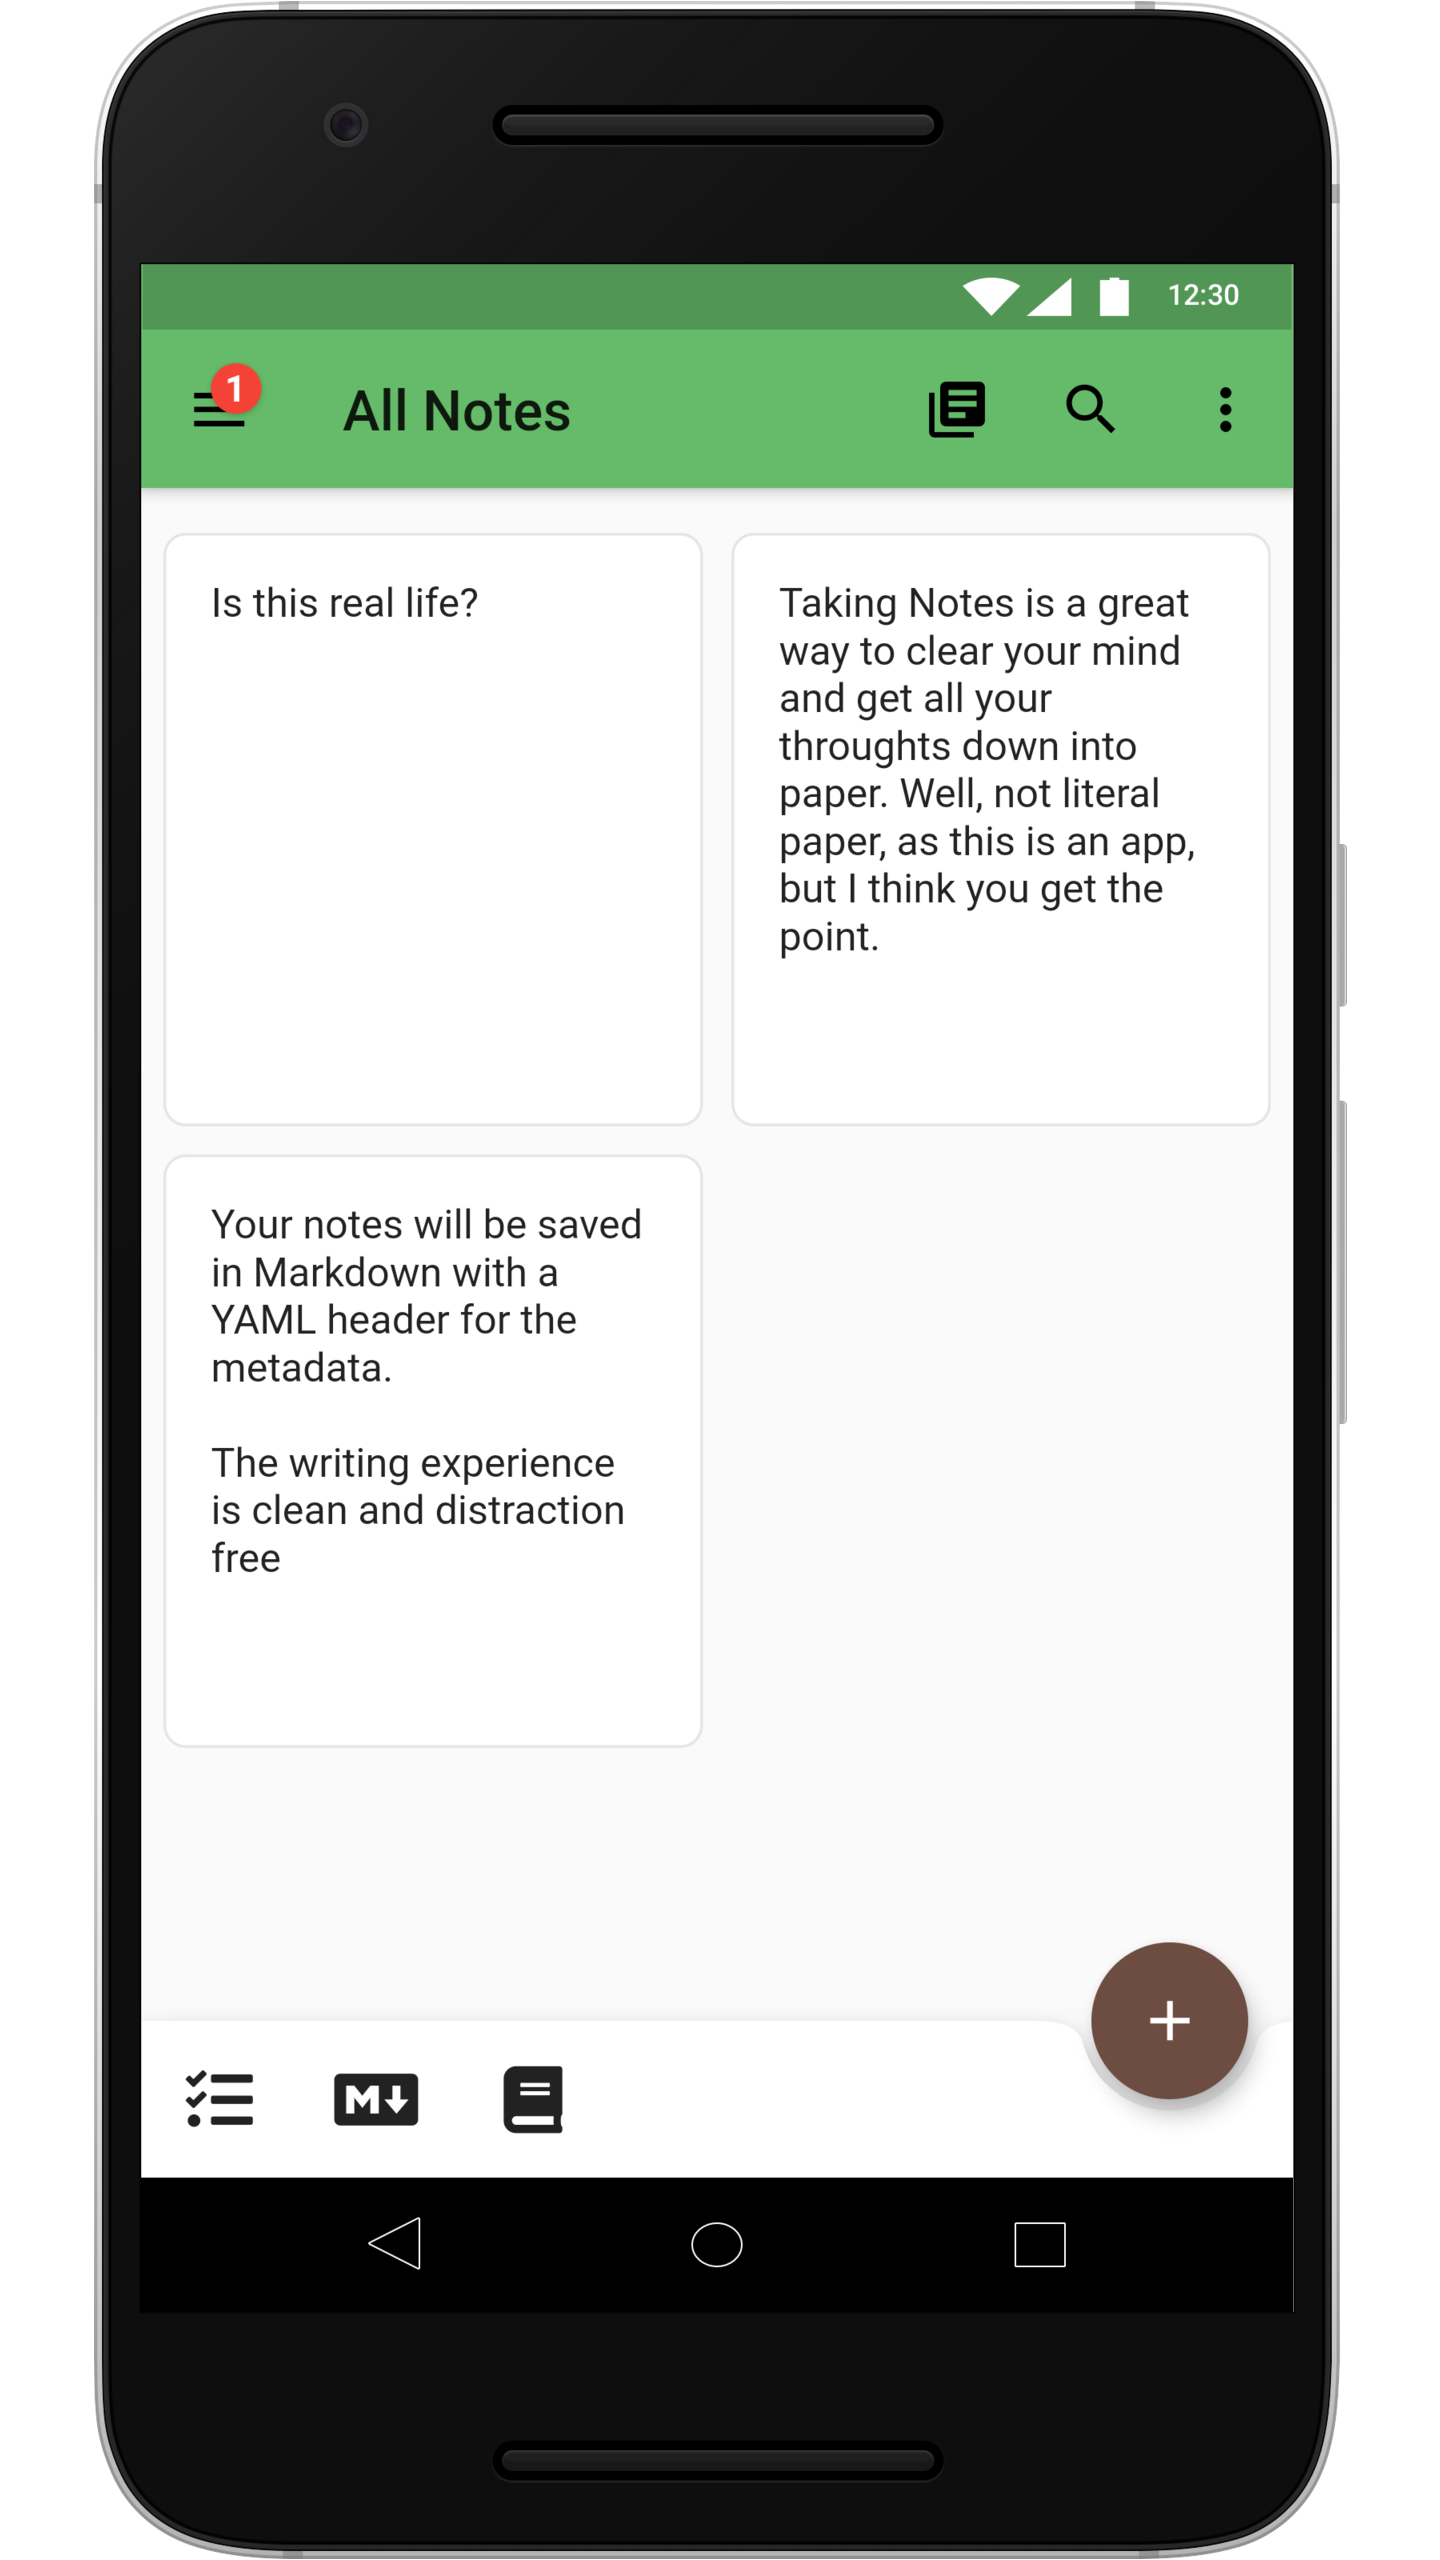 12:30
1
All Notes
Is this real life?
Taking Notes is a great
way to clear your mind
and get all your
throughts down into
paper. Well, not literal
paper, as this is an app,
but I think you get the
point.
Your notes will be saved
in Markdown with a
YAML header for the
metadata.
The writing experience
is clean and distraction
free
M